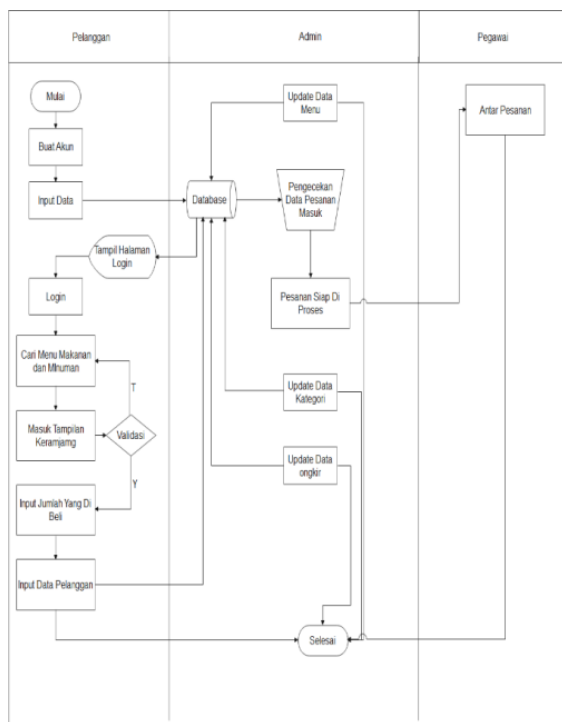 Pelanggan
Admin
Pegawai
Mulai
Buat Akun
Input Data
Tampil Halaman
Login
Login
Cari Menu Makanan
dan MInuman
T
Masuk Tampilan
Keramjamg
Validasi
Y
Input Jumlah Yang Di
Beli
Input Data Pelanggan
Update Data
Menu
Database
Pengecekan
Data Pesanan
Masuk
Pesanan Siap Di
Proses
Update Data
Kategori
Update Data
ongkir
Selesai
Antar Pesanan